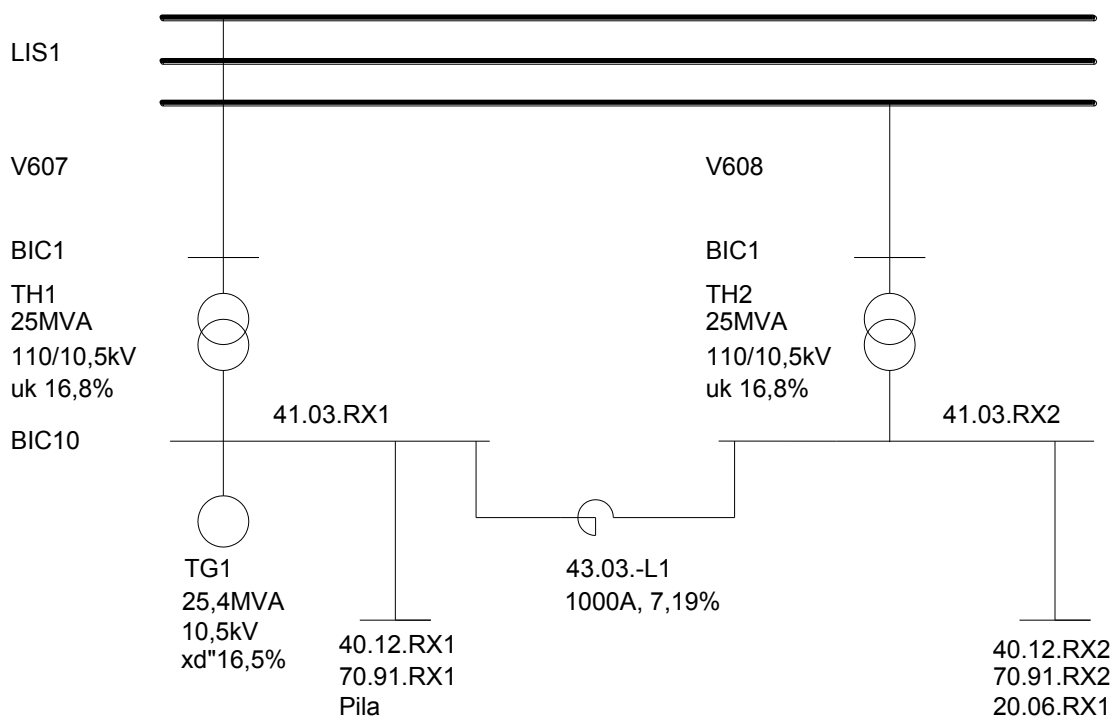 LIS1
V607
V608
BIC1
BIC1
TH1
25MVA
110/10,5kV
uk 16,8%
TH2
25MVA
110/10,5kV
uk 16,8%
41.03.RX1
41.03.RX2
BIC10
TG1
25,4MVA
10,5kV
xd"16,5%
43.03.-L1
1000A, 7,19%
40.12.RX1
70.91.RX1
Pila
40.12.RX2
70.91.RX2
20.06.RX1